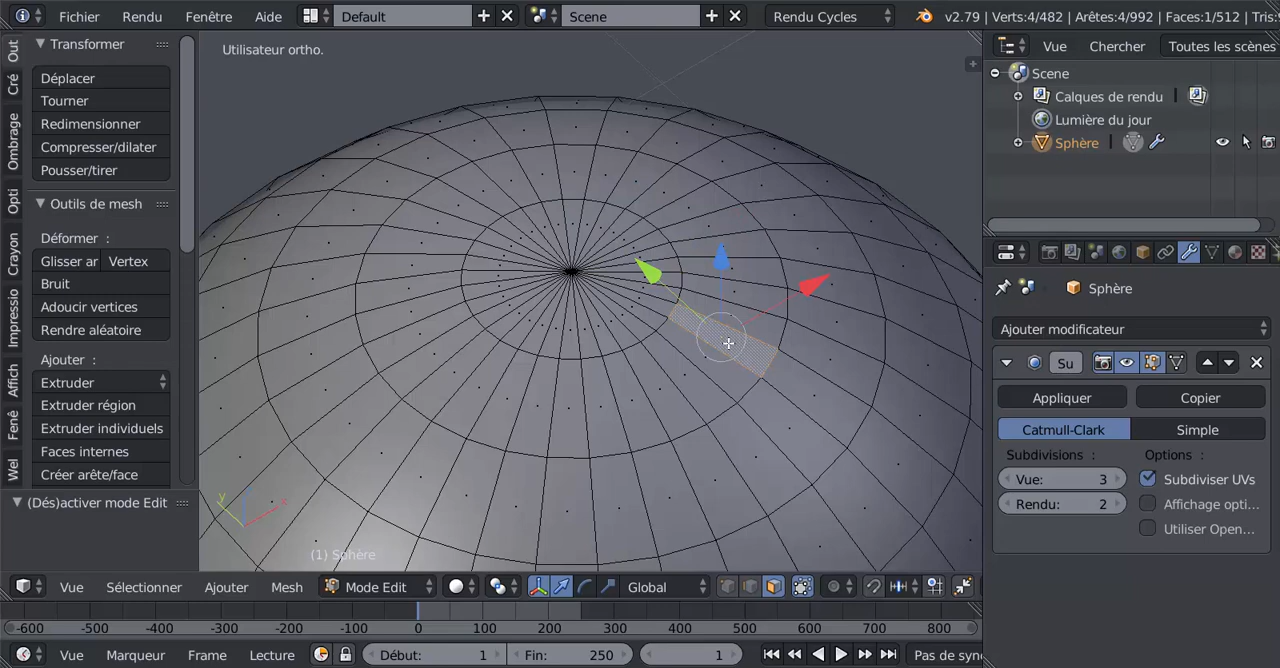 Fichier Rendu Fenêtre Aide Default Scene Rendu Cycles v2.79 | Verts:4/482 | Arêtes:4/992 | Faces:1/512 | Tris:
Utilisateur ortho.
Out
Cré
Ombrage
Opti
Crayon
Impressio
Affich
Fenê
Wel
Transformer
Déplacer
Tourner
Redimensionner
Compresser/dilater
Pousser/tirer
Outils de mesh
Déformer :
Glisser ar Vertex
Bruit
Adoucir vertices
Rendre aléatoire
Ajouter :
Extruder
Extruder région
Extruder individuels
Faces internes
Créer arête/face
(Dés)activer mode Edit
y
x
(1) Sphère
Vue Chercher Toutes les scènes
Scene
Calques de rendu
Lumière du jour
Sphère
Sphère
Ajouter modificateur
Su
Appliquer Copier
Catmull-Clark Simple
Subdivisions : Options :
Vue: 3 Subdiviser UVs
Rendu: 2 Affichage opti...
Utiliser Open...
Vue Sélectionner Ajouter Mesh Mode Edit Global
-600 -500 -400 -300 -200 -100 0 100 200 300 400 500 600 700 800
Vue Marqueur Frame Lecture Début: 1 Fin: 250 1 Pas de syn